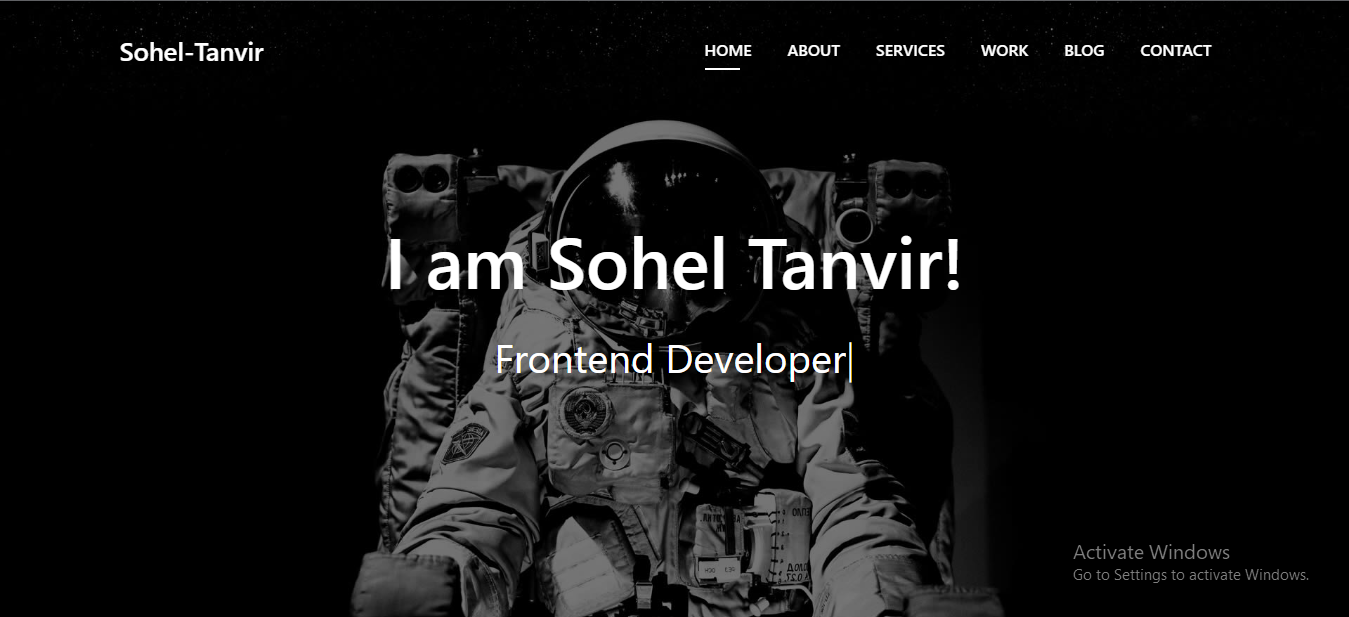 Sohel-Tanvir
HOME ABOUT SERVICES WORK BLOG CONTACT
I am Sohel Tanvir!
Frontend Developer
Activate Windows
Go to Settings to activate Windows.